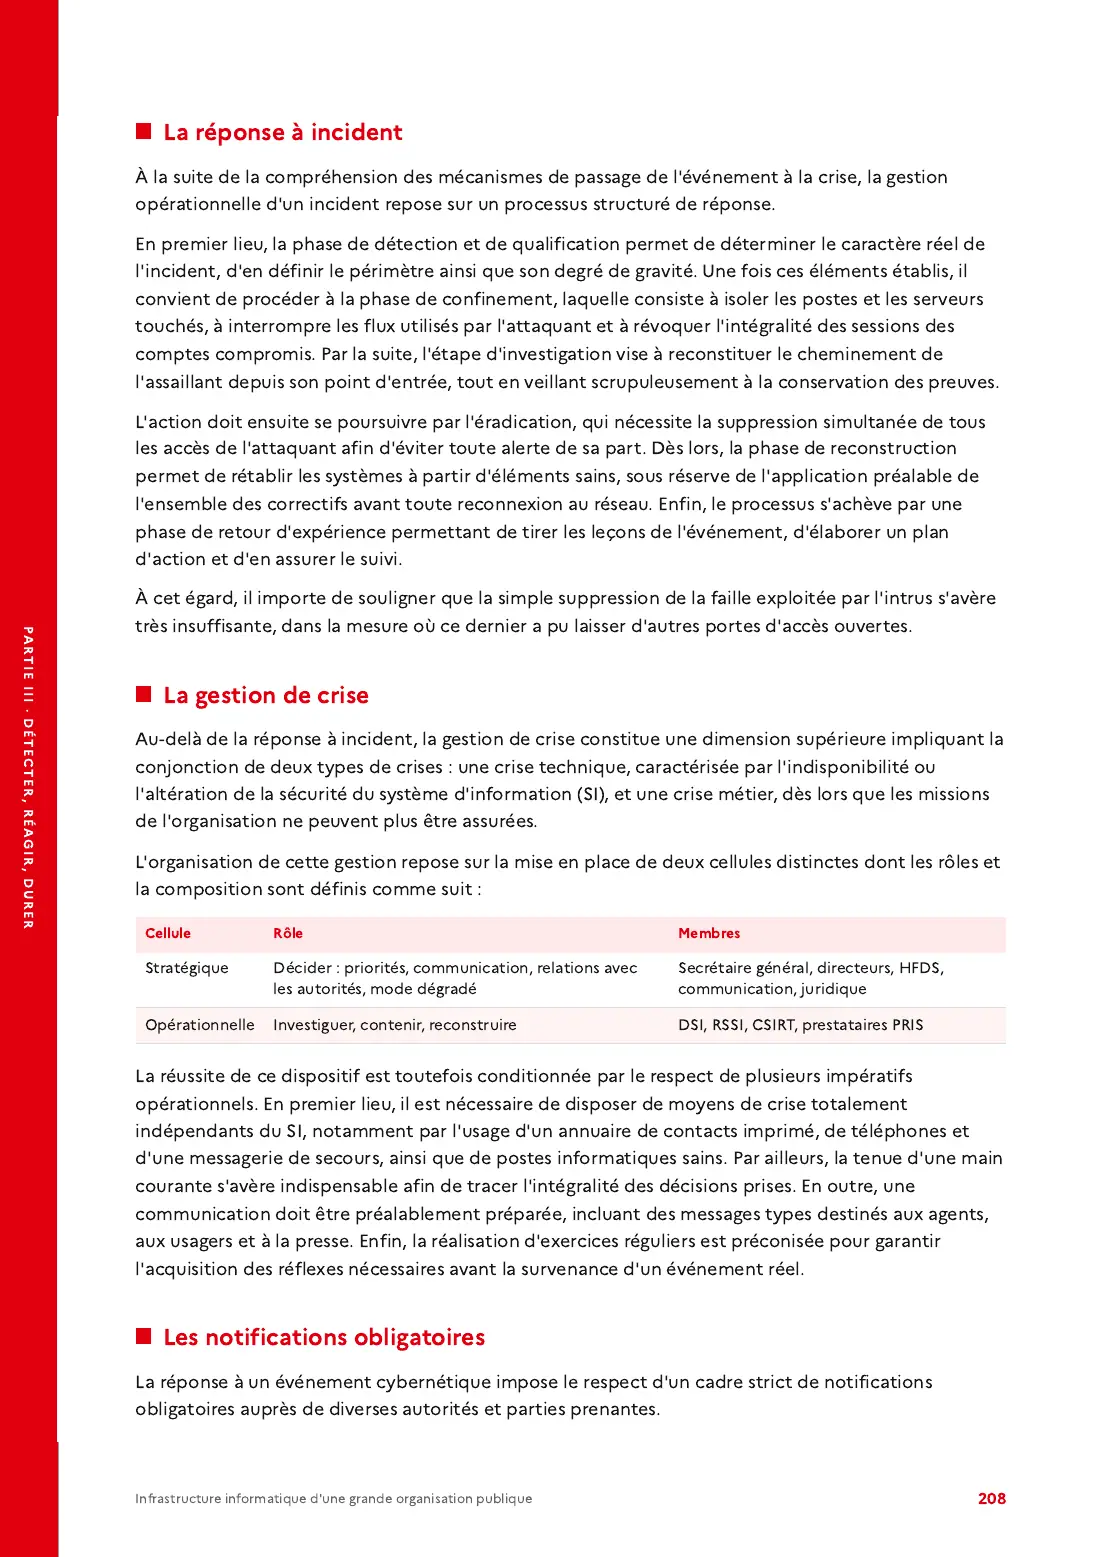 La réponse à incident
À la suite de la compréhension des mécanismes de passage de l'événement à la crise, la gestion
opérationnelle d'un incident repose sur un processus structuré de réponse.
En premier lieu, la phase de détection et de qualification permet de déterminer le caractère réel de
l'incident, d'en définir le périmètre ainsi que son degré de gravité. Une fois ces éléments établis, il
convient de procéder à la phase de confinement, laquelle consiste à isoler les postes et les serveurs
touchés, à interrompre les flux utilisés par l'attaquant et à révoquer l'intégralité des sessions des
comptes compromis. Par la suite, l'étape d'investigation vise à reconstituer le cheminement de
l'assaillant depuis son point d'entrée, tout en veillant scrupuleusement à la conservation des preuves.
L'action doit ensuite se poursuivre par l'éradication, qui nécessite la suppression simultanée de tous
les accès de l'attaquant afin d'éviter toute alerte de sa part. Dès lors, la phase de reconstruction
permet de rétablir les systèmes à partir d'éléments sains, sous réserve de l'application préalable de
l'ensemble des correctifs avant toute reconnexion au réseau. Enfin, le processus s'achève par une
phase de retour d'expérience permettant de tirer les leçons de l'événement, d'élaborer un plan
d'action et d'en assurer le suivi.
À cet égard, il importe de souligner que la simple suppression de la faille exploitée par l'intrus s'avère
très insuffisante, dans la mesure où ce dernier a pu laisser d'autres portes d'accès ouvertes.
La gestion de crise
Au-delà de la réponse à incident, la gestion de crise constitue une dimension supérieure impliquant la
conjonction de deux types de crises : une crise technique, caractérisée par l'indisponibilité ou
l'altération de la sécurité du système d'information (SI), et une crise métier, dès lors que les missions
de l'organisation ne peuvent plus être assurées.
L'organisation de cette gestion repose sur la mise en place de deux cellules distinctes dont les rôles et
la composition sont définis comme suit :
Cellule Rôle Membres
Stratégique Décider : priorités, communication, relations avec Secrétaire général, directeurs, HFDS,
les autorités, mode dégradé communication, juridique
Opérationnelle Investiguer, contenir, reconstruire DSI, RSSI, CSIRT, prestataires PRIS
La réussite de ce dispositif est toutefois conditionnée par le respect de plusieurs impératifs
opérationnels. En premier lieu, il est nécessaire de disposer de moyens de crise totalement
indépendants du SI, notamment par l'usage d'un annuaire de contacts imprimé, de téléphones et
d'une messagerie de secours, ainsi que de postes informatiques sains. Par ailleurs, la tenue d'une main
courante s'avère indispensable afin de tracer l'intégralité des décisions prises. En outre, une
communication doit être préalablement préparée, incluant des messages types destinés aux agents,
aux usagers et à la presse. Enfin, la réalisation d'exercices réguliers est préconisée pour garantir
l'acquisition des réflexes nécessaires avant la survenance d'un événement réel.
Les notifications obligatoires
La réponse à un événement cybernétique impose le respect d'un cadre strict de notifications
obligatoires auprès de diverses autorités et parties prenantes.
PARTIE III · DÉTECTER, RÉAGIR, DURER
Infrastructure informatique d'une grande organisation publique 208